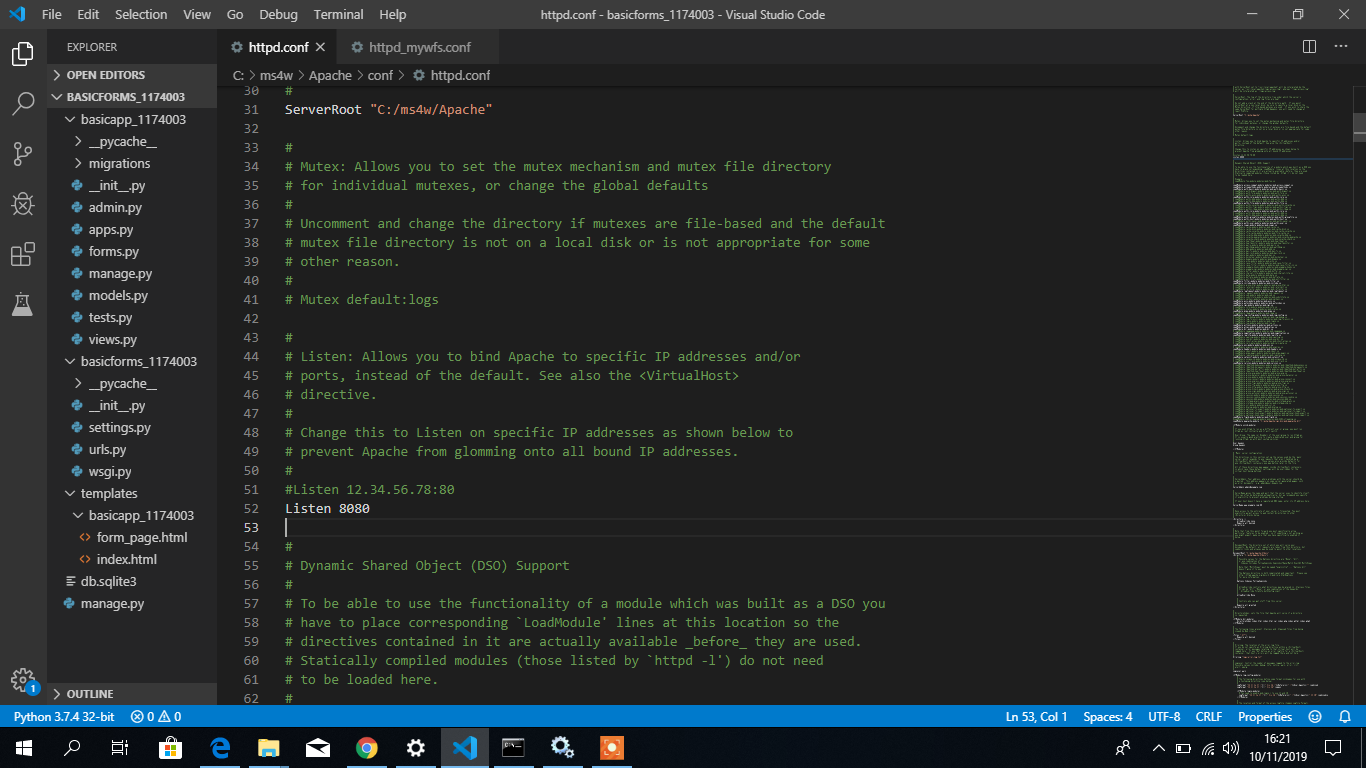 File Edit Selection View Go Debug Terminal Help
httpd.conf - basicforms_1174003 - Visual Studio Code
EXPLORER
OPEN EDITORS
BASICFORMS_1174003
basicapp_1174003
__pycache__
migrations
__init__.py
admin.py
apps.py
forms.py
manage.py
models.py
tests.py
views.py
basicforms_1174003
__pycache__
__init__.py
settings.py
urls.py
wsgi.py
templates
basicapp_1174003
form_page.html
index.html
db.sqlite3
manage.py
OUTLINE
1
httpd.conf
httpd_mywfs.conf
C: > ms4w > Apache > conf > httpd.conf
30 #
31 ServerRoot "C:/ms4w/Apache"
32
33 #
34 # Mutex: Allows you to set the mutex mechanism and mutex file directory
35 # for individual mutexes, or change the global defaults
36 #
37 # Uncomment and change the directory if mutexes are file-based and the default
38 # mutex file directory is not on a local disk or is not appropriate for some
39 # other reason.
40 #
41 # Mutex default:logs
42
43 #
44 # Listen: Allows you to bind Apache to specific IP addresses and/or
45 # ports, instead of the default. See also the <VirtualHost>
46 # directive.
47 #
48 # Change this to Listen on specific IP addresses as shown below to
49 # prevent Apache from glomming onto all bound IP addresses.
50 #
51 #Listen 12.34.56.78:80
52 Listen 8080
53
54 #
55 # Dynamic Shared Object (DSO) Support
56 #
57 # To be able to use the functionality of a module which was built as a DSO you
58 # have to place corresponding `LoadModule' lines at this location so the
59 # directives contained in it are actually available _before_ they are used.
60 # Statically compiled modules (those listed by `httpd -l') do not need
61 # to be loaded here.
62 #
Python 3.7.4 32-bit 0 0
Ln 53, Col 1 Spaces: 4 UTF-8 CRLF Properties
16:21
10/11/2019